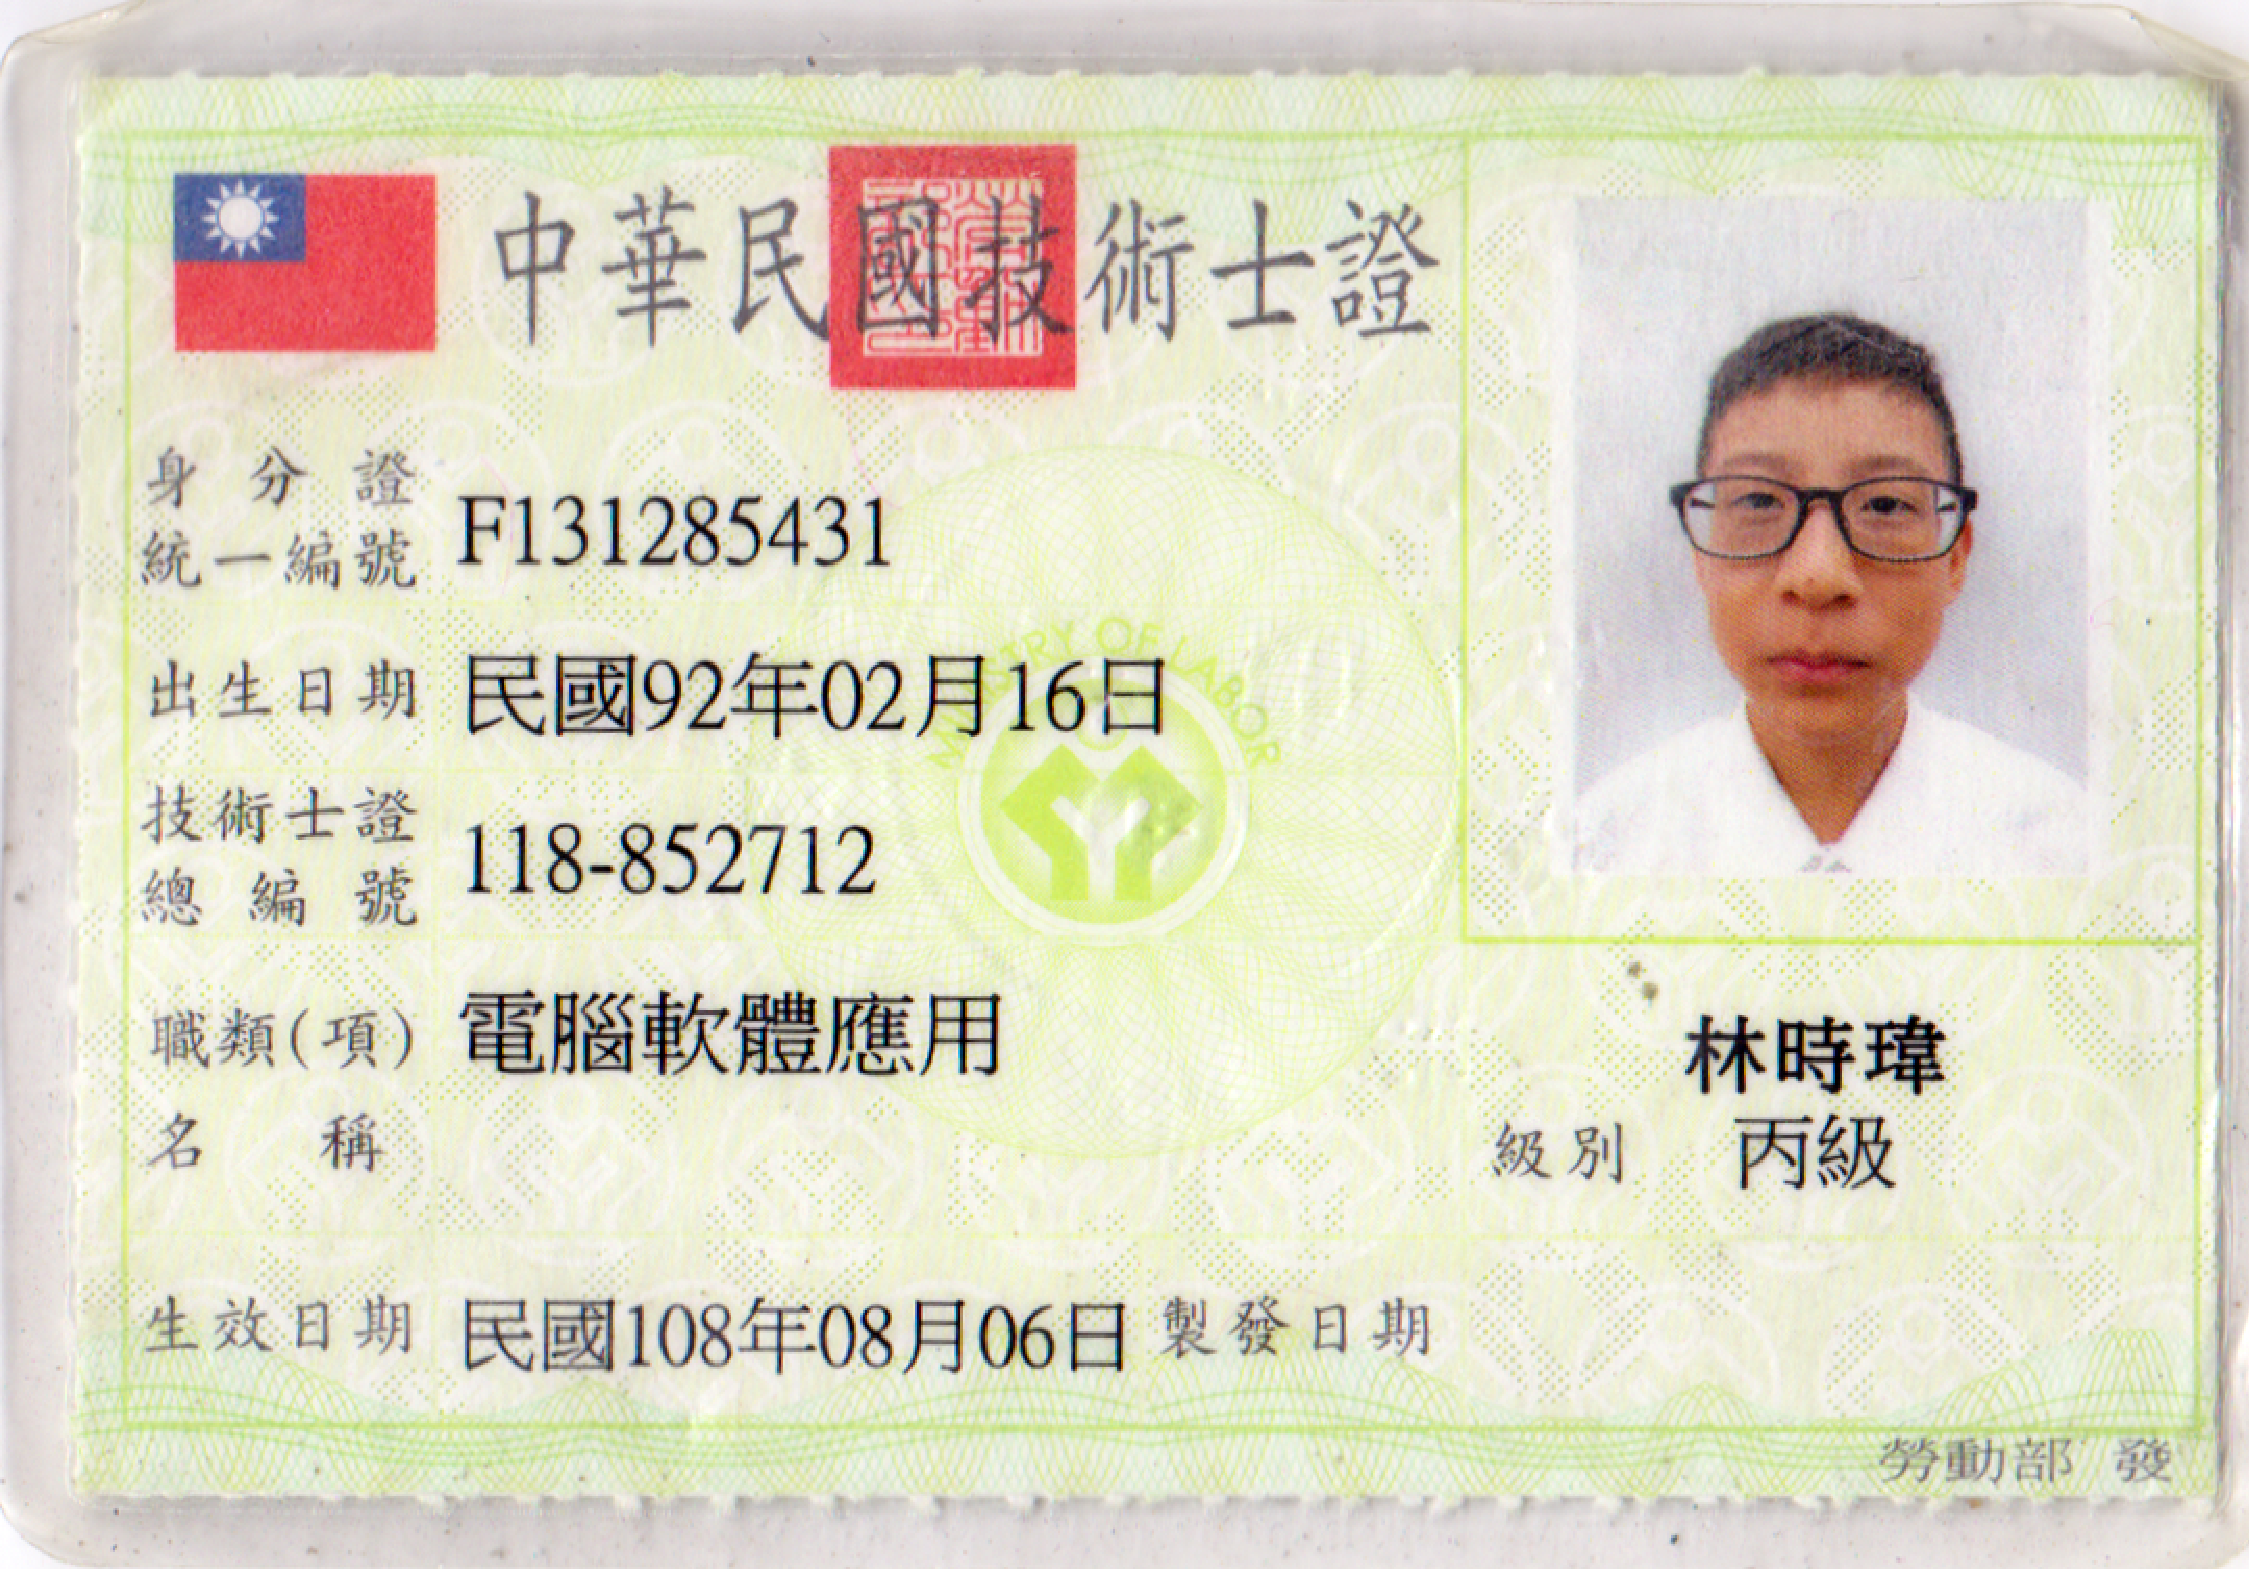 中華民國技術士證
身分證
統一編號 F131285431
出生日期 民國92年02月16日
MINISTRY OF LABOR
技術士證
總編號 118-852712
職類(項) 電腦軟體應用
名稱
林時瑋
級別 丙級
生效日期 民國108年08月06日 製發日期
勞動部 發